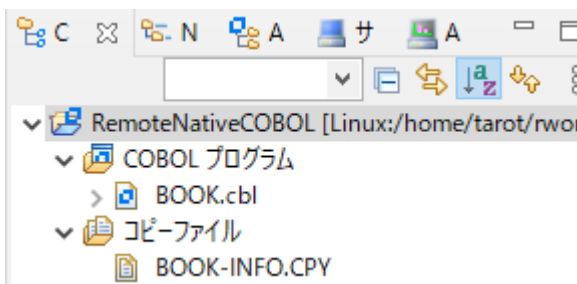 C N A サ A
RemoteNativeCOBOL [Linux:/home/tarot/rwor
COBOL プログラム
BOOK.cbl
コピーファイル
BOOK-INFO.CPY